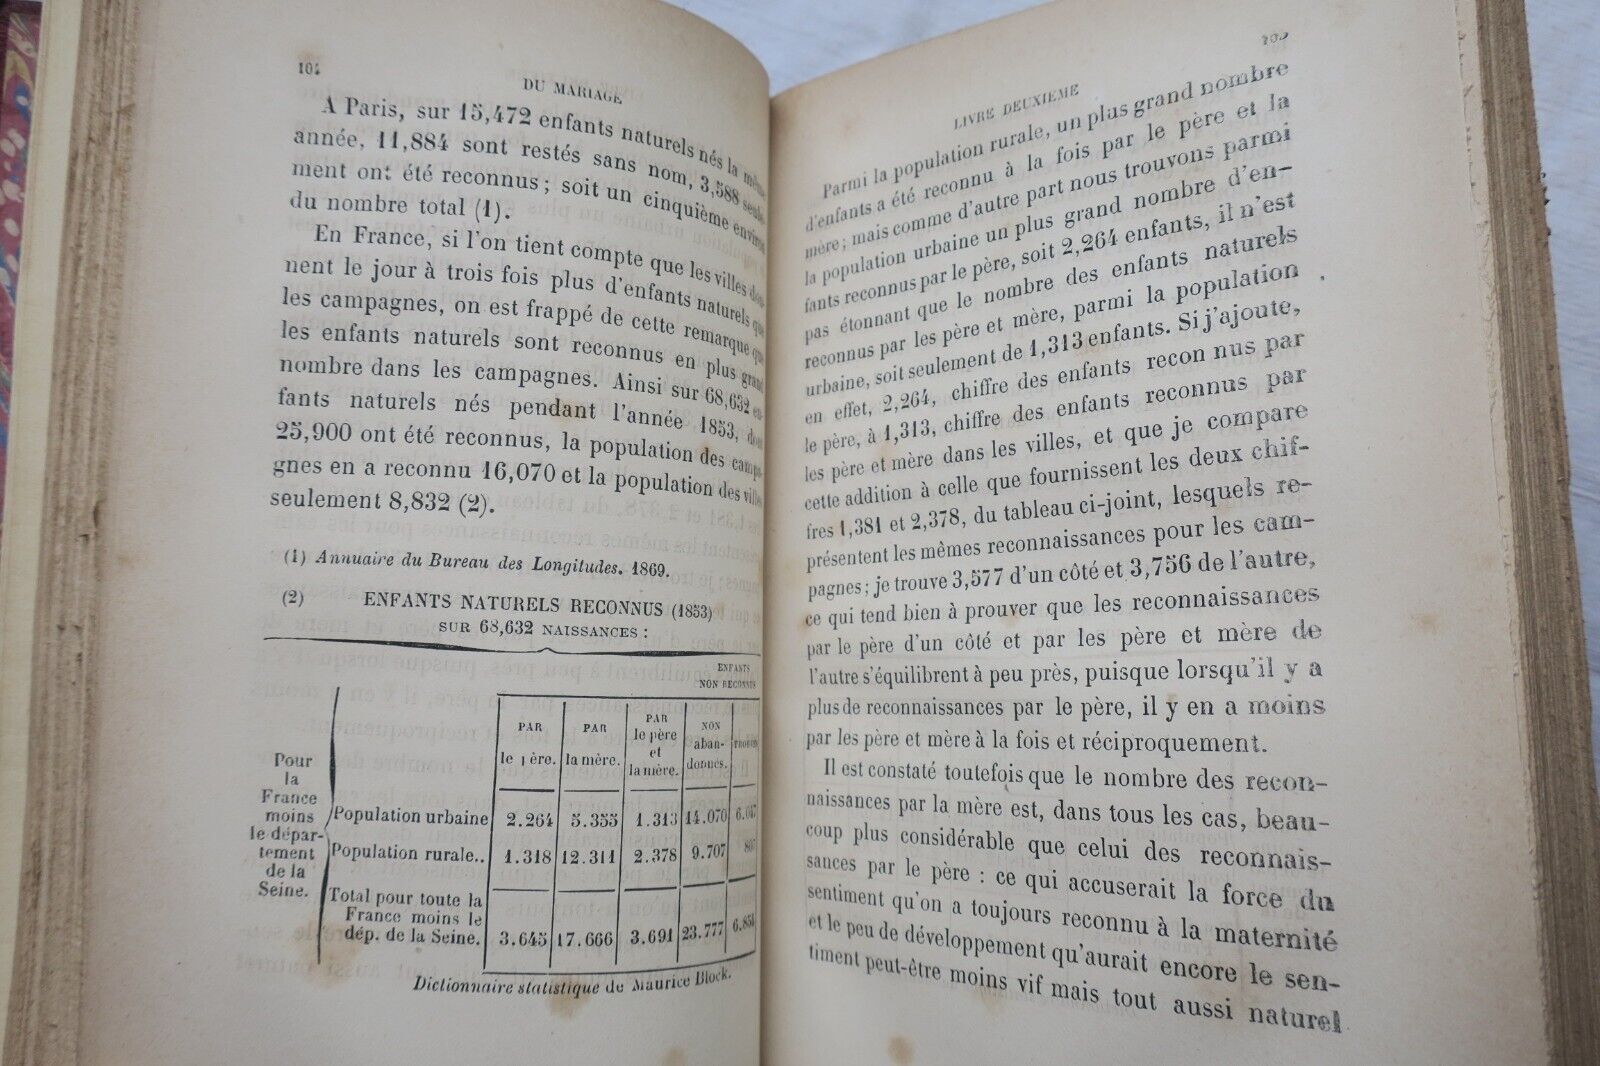 104
DU MARIAGE
A Paris, sur 15,472 enfants naturels nés la même
année, 11,884 sont restés sans nom, 3,588 seule-
ment ont été reconnus; soit un cinquième environ
du nombre total (1).
En France, si l'on tient compte que les villes don-
nent le jour à trois fois plus d'enfants naturels que
les campagnes, on est frappé de cette remarque que
les enfants naturels sont reconnus en plus grand
nombre dans les campagnes. Ainsi sur 68,632 en-
fants naturels nés pendant l'année 1853, dont
25,900 ont été reconnus, la population des campa-
gnes en a reconnu 16,070 et la population des villes
seulement 8,832 (2).
(1) Annuaire du Bureau des Longitudes. 1869.
(2) ENFANTS NATURELS RECONNUS (1853)
SUR 68,632 NAISSANCES :
ENFANTS
NON RECONNUS
PAR le père. PAR la mère. PAR le père et la mère. NON aban-donnés.
Pour la France moins le dépar-tement de la Seine.
Population urbaine 2.264 5.355 1.313 14.070 6.047
Population rurale.. 1.318 12.311 2.378 9.707 807
Total pour toute la
France moins le
dép. de la Seine. 3.645 17.666 3.691 23.777 6.854
Dictionnaire statistique de Maurice Block.
LIVRE DEUXIÈME
Parmi la population rurale, un plus grand nombre
d'enfants a été reconnu à la fois par le père et la
mère; mais comme d'autre part nous trouvons parmi
la population urbaine un plus grand nombre d'en-
fants reconnus par le père, soit 2,264 enfants, il n'est
pas étonnant que le nombre des enfants naturels
reconnus par les père et mère, parmi la population
urbaine, soit seulement de 1,313 enfants. Si j'ajoute,
en effet, 2,264, chiffre des enfants recon nus par
le père, à 1,313, chiffre des enfants reconnus par
les père et mère dans les villes, et que je compare
cette addition à celle que fournissent les deux chif-
fres 1,381 et 2,378, du tableau ci-joint, lesquels re-
présentent les mêmes reconnaissances pour les cam-
pagnes; je trouve 3,577 d'un côté et 3,756 de l'autre,
ce qui tend bien à prouver que les reconnaissances
par le père d'un côté et par les père et mère de
l'autre s'équilibrent à peu près, puisque lorsqu'il y a
plus de reconnaissances par le père, il y en a moins
par les père et mère à la fois et réciproquement.
Il est constaté toutefois que le nombre des recon-
naissances par la mère est, dans tous les cas, beau-
coup plus considérable que celui des reconnais-
sances par le père : ce qui accuserait la force du
sentiment qu'on a toujours reconnu à la maternité
et le peu de développement qu'aurait encore le sen-
timent peut-être moins vif mais tout aussi naturel